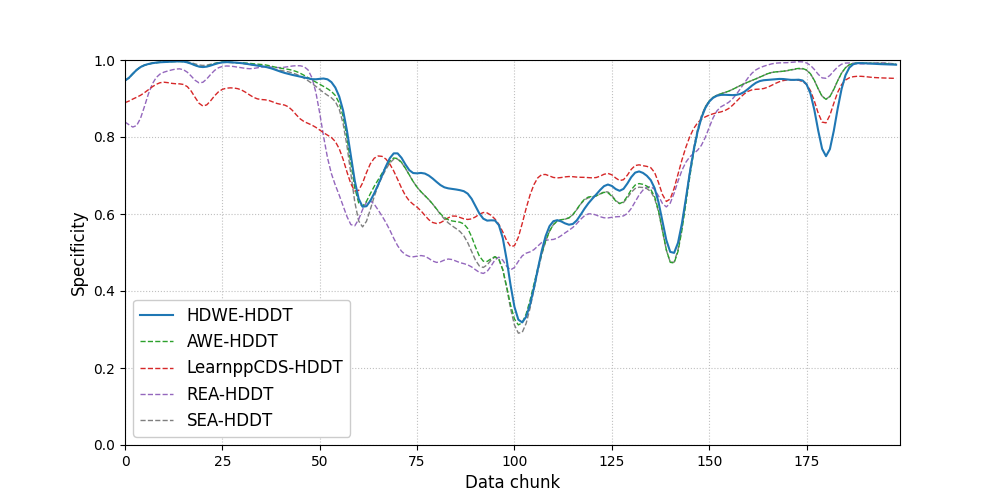 1.0
0.8
0.6
0.4
0.2
0.0
Specificity
HDWE-HDDT
AWE-HDDT
LearnppCDS-HDDT
REA-HDDT
SEA-HDDT
0 25 50 75 100 125 150 175
Data chunk